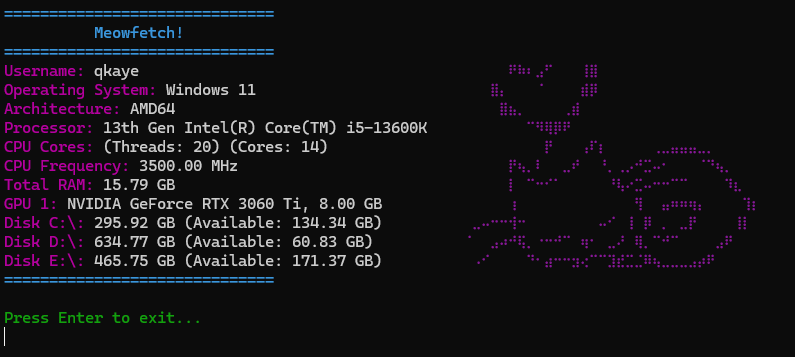 ==============================
Meowfetch!
==============================
Username: qkaye
Operating System: Windows 11
Architecture: AMD64
Processor: 13th Gen Intel(R) Core(TM) i5-13600K
CPU Cores: (Threads: 20) (Cores: 14)
CPU Frequency: 3500.00 MHz
Total RAM: 15.79 GB
GPU 1: NVIDIA GeForce RTX 3060 Ti, 8.00 GB
Disk C:\: 295.92 GB (Available: 134.34 GB)
Disk D:\: 634.77 GB (Available: 60.83 GB)
Disk E:\: 465.75 GB (Available: 171.37 GB)
==============================
Press Enter to exit...